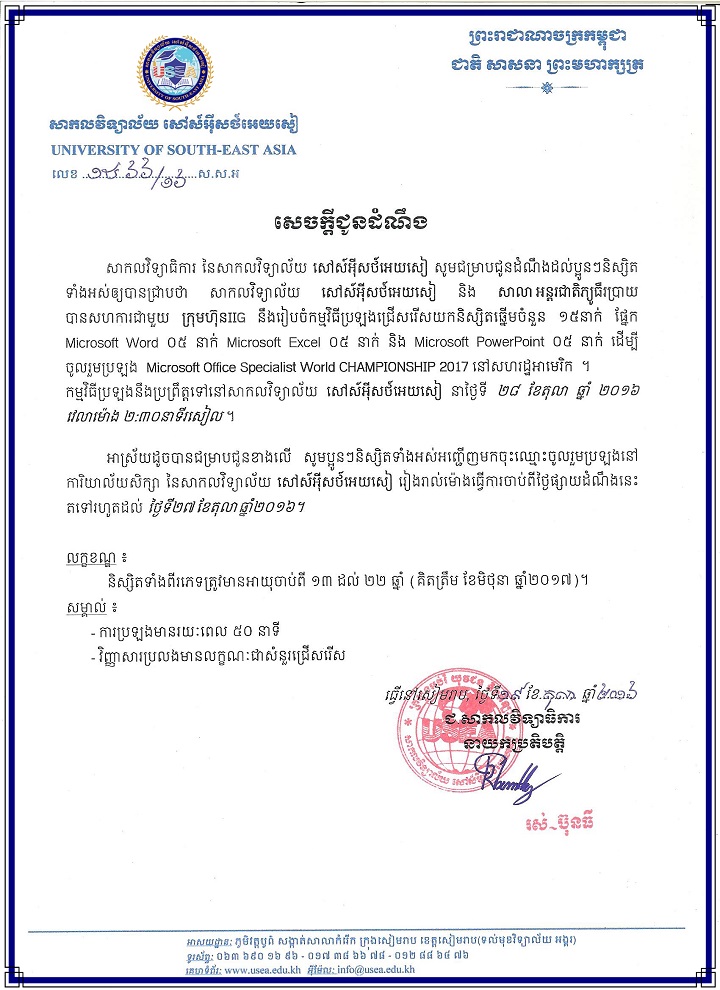 ព្រះរាជាណាចក្រកម្ពុជា
ជាតិ សាសនា ព្រះមហាក្សត្រ
សាកលវិទ្យាល័យ សៅស៍អ៊ីសថ៍អេយសៀ
UNIVERSITY OF SOUTH-EAST ASIA
លេខ ស.ស.អ
សេចក្តីជូនដំណឹង
សាកលវិទ្យាធិការ នៃសាកលវិទ្យាល័យ សៅស៍អ៊ីសថ៍អេយសៀ សូមជម្រាបជូនដំណឹងដល់ប្អូនៗនិស្សិត
ទាំងអស់ឲ្យបានជ្រាបថា សាកលវិទ្យាល័យ សៅស៍អ៊ីសថ៍អេយសៀ និង សាលា អន្តរជាតិក្យូធីរប្រាយ
បានសហការជាមួយ ក្រុមហ៊ុនIIG នឹងរៀបចំកម្មវិធីប្រឡងជ្រើសរើសយកនិស្សិតឆ្នើមចំនួន ១៥នាក់ ផ្នែក
Microsoft Word ០៥ នាក់ Microsoft Excel ០៥ នាក់ និង Microsoft PowerPoint ០៥ នាក់ ដើម្បី
ចូលរួមប្រឡង Microsoft Office Specialist World CHAMPIONSHIP 2017 នៅសហរដ្ឋអាមេរិក ។
កម្មវិធីប្រឡងនឹងប្រព្រឹត្តទៅនៅសាកលវិទ្យាល័យ សៅស៍អ៊ីសថ៍អេយសៀ នាថ្ងៃទី ២៨ ខែតុលា ឆ្នាំ ២០១៦
វេលាម៉ោង ២:៣០នាទីរសៀល ។
អាស្រ័យដូចបានជម្រាបជូនខាងលើ សូមប្អូនៗនិស្សិតទាំងអស់អញ្ជើញមកចុះឈ្មោះចូលរួមប្រឡងនៅ
ការិយាល័យសិក្សា នៃសាកលវិទ្យាល័យ សៅស៍អ៊ីសថ៍អេយសៀ រៀងរាល់ម៉ោងធ្វើការចាប់ពីថ្ងៃផ្សាយដំណឹងនេះ
តទៅរហូតដល់ ថ្ងៃទី២៧ ខែតុលា ឆ្នាំ២០១៦។
លក្ខខណ្ឌ ៖
និស្សិតទាំងពីរភេទត្រូវមានអាយុចាប់ពី ១៣ ដល់ ២២ ឆ្នាំ (គិតត្រឹម ខែមិថុនា ឆ្នាំ២០១៧)។
សម្គាល់ ៖
- ការប្រឡងមានរយៈពេល ៥០ នាទី
- វិញ្ញាសារប្រលងមានលក្ខណៈជាសំនួរជ្រើសរើស
ធ្វើនៅសៀមរាប, ថ្ងៃទី១៩ ខែ.តុលា ឆ្នាំ២០១៦
ជ.សាកលវិទ្យាធិការ
នាយកប្រតិបត្តិ
USEA
រស់-ប៊ុនធី
អាសយដ្ឋាន: ភូមិវត្តបូព៌ សង្កាត់សាលាកំរើក ក្រុងសៀមរាប ខេត្តសៀមរាប(ទល់មុខវិទ្យាល័យ អង្គរ)
ទូរស័ព្ទ: ០៦៣ ៦៩០ ១៦ ៩៦ - ០១៧ ៣៨ ៦៦ ៧៨ - ០១២ ៨៨ ៦៨ ៧៦
គេហទំព័រ: www.usea.edu.kh អ៊ីម៉ែល: info@usea.edu.kh